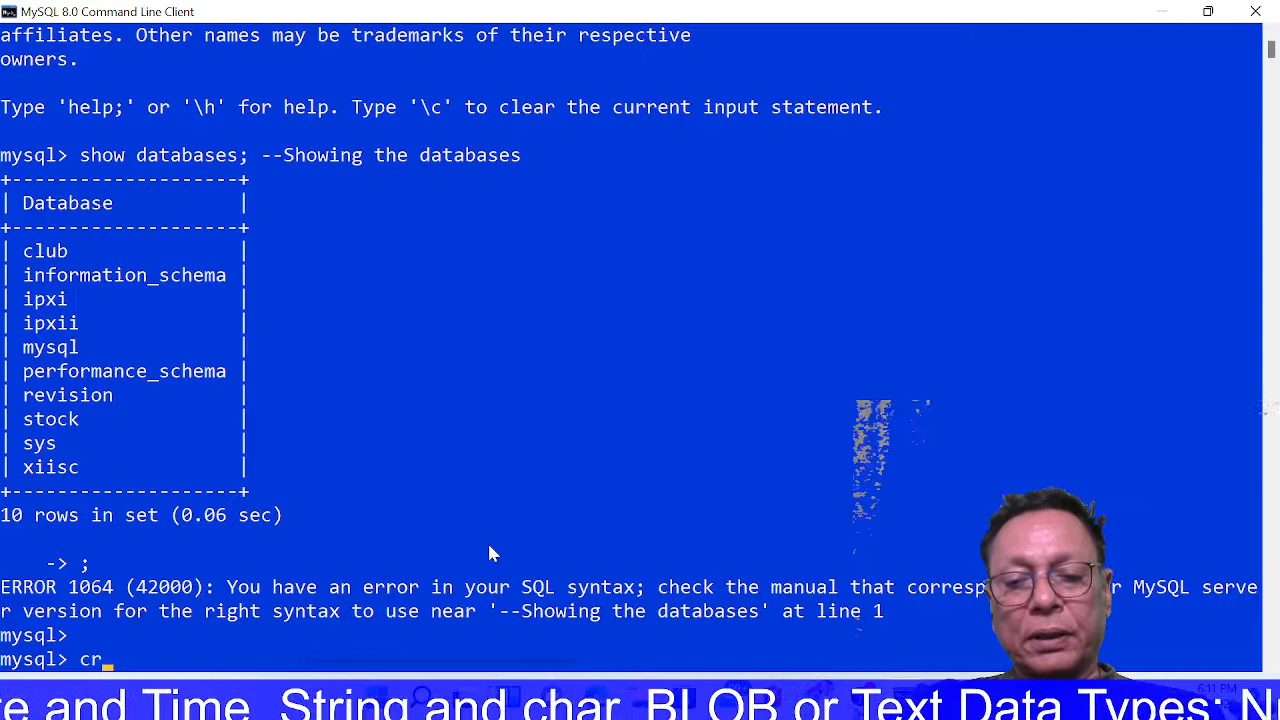 MySQL 8.0 Command Line Client
affiliates. Other names may be trademarks of their respective
owners.
Type 'help;' or '\h' for help. Type '\c' to clear the current input statement.
mysql> show databases; --Showing the databases
+--------------------+
| Database           |
+--------------------+
| club               |
| information_schema |
| ipxi               |
| ipxii              |
| mysql              |
| performance_schema |
| revision           |
| stock              |
| sys                |
| xiisc              |
+--------------------+
10 rows in set (0.06 sec)
    -> ;
ERROR 1064 (42000): You have an error in your SQL syntax; check the manual that corresp r MySQL serve
r version for the right syntax to use near '--Showing the databases' at line 1
mysql>
mysql> cr_
6:11 PM
te and Time, String and char, BLOB or Text Data Types: N